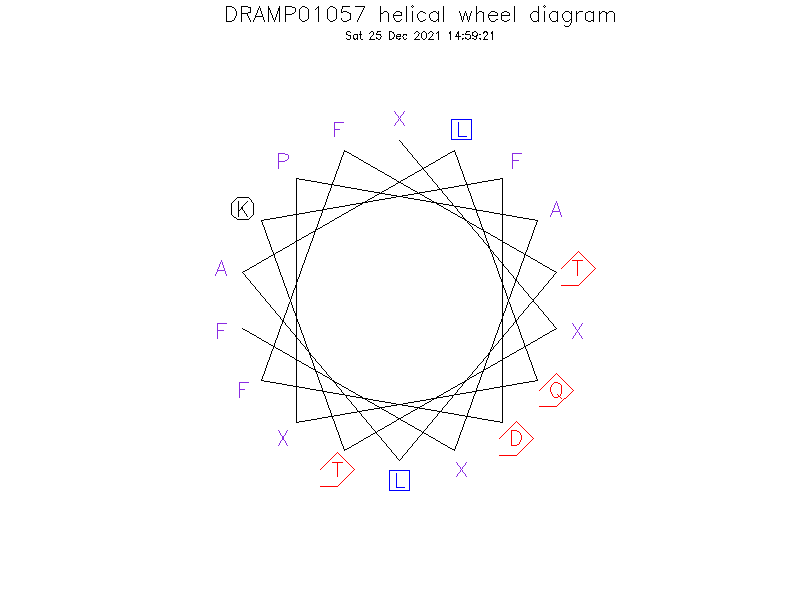 DRAMP01057 helical wheel diagram
Sat 25 Dec 2021 14:59:21
X
F L
P F
K A
A T
F X
F Q
X D
T X
L